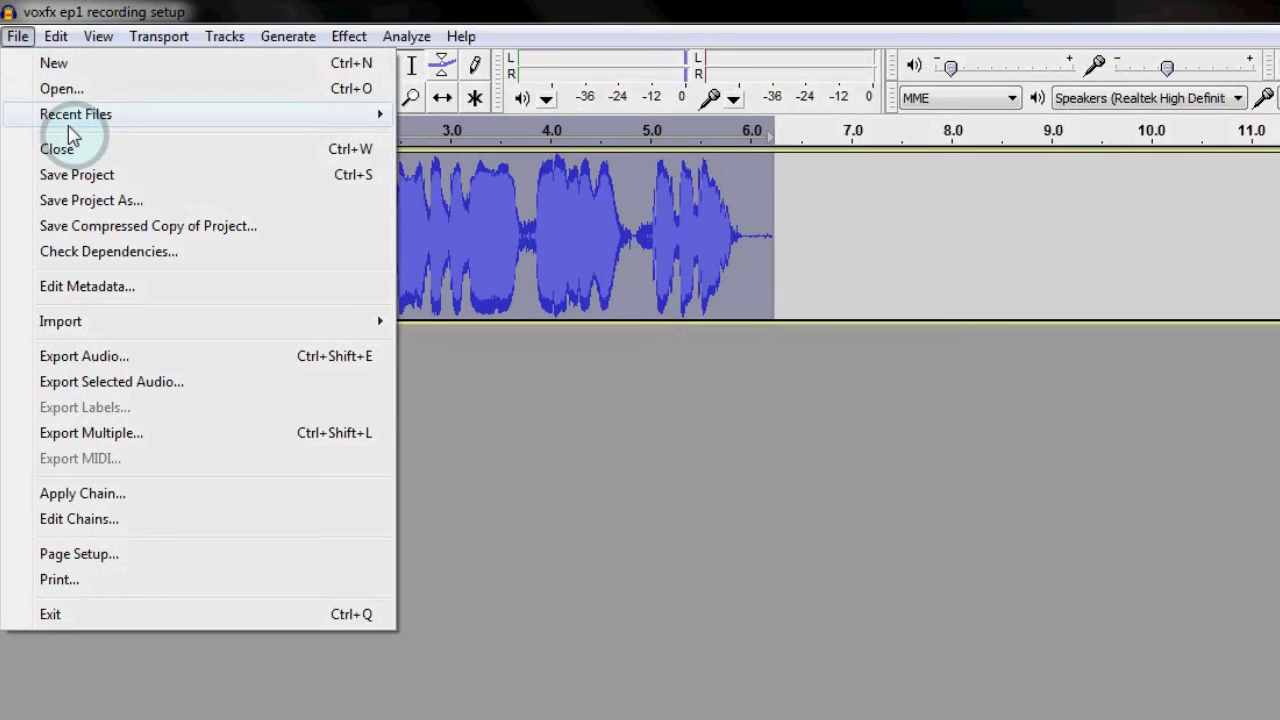 voxfx ep1 recording setup
File Edit View Transport Tracks Generate Effect Analyze Help
New Ctrl+N
Open... Ctrl+O
Recent Files
Close Ctrl+W
Save Project Ctrl+S
Save Project As...
Save Compressed Copy of Project...
Check Dependencies...
Edit Metadata...
Import
Export Audio... Ctrl+Shift+E
Export Selected Audio...
Export Labels...
Export Multiple... Ctrl+Shift+L
Export MIDI...
Apply Chain...
Edit Chains...
Page Setup...
Print...
Exit Ctrl+Q
L L
R R
-36 -24 -12 0 -36 -24 -12 0
MME Speakers (Realtek High Definit
3.0 4.0 5.0 6.0 7.0 8.0 9.0 10.0 11.0